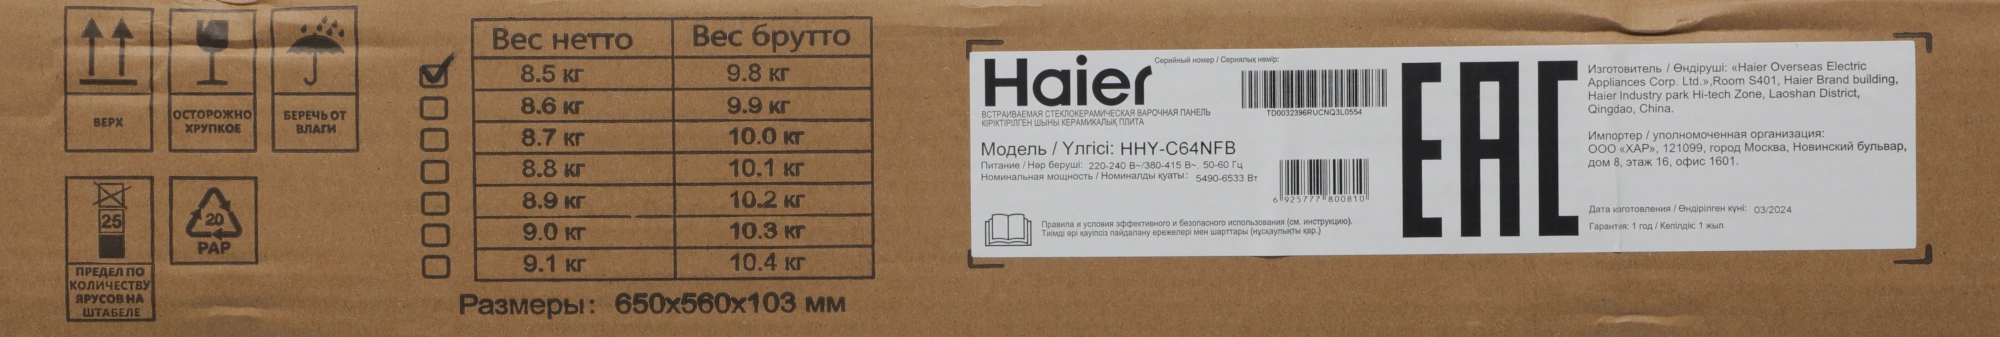 ВЕРХ
ОСТОРОЖНО
ХРУПКОЕ
БЕРЕЧЬ ОТ
ВЛАГИ
25
ПРЕДЕЛ ПО
КОЛИЧЕСТВУ
ЯРУСОВ НА
ШТАБЕЛЕ
20
PAP
Вес нетто Вес брутто
8.5 кг 9.8 кг
8.6 кг 9.9 кг
8.7 кг 10.0 кг
8.8 кг 10.1 кг
8.9 кг 10.2 кг
9.0 кг 10.3 кг
9.1 кг 10.4 кг
Размеры: 650x560x103 мм
Haier
Серийный номер / Сериялық нөмір:
TD0032396RUCNQ3L0554
ВСТРАИВАЕМАЯ СТЕКЛОКЕРАМИЧЕСКАЯ ВАРОЧНАЯ ПАНЕЛЬ
КІРІКТІРІЛГЕН ШЫНЫ КЕРАМИКАЛЫҚ ПЛИТА
Модель / Үлгісі: HHY-C64NFB
Питание / Нәр беруші: 220-240 В~/380-415 В~, 50-60 Гц
Номинальная мощность / Номиналды қуаты: 5490-6533 Вт
6 925777 800810
Правила и условия эффективного и безопасного использования (см. инструкцию).
Тиімді әрі қауіпсіз пайдалану ережелері мен шарттары (нұсқаулықты қар.)
EAC
Изготовитель / Өндіруші: «Haier Overseas Electric
Appliances Corp. Ltd.»,Room S401, Haier Brand building,
Haier Industry park Hi-tech Zone, Laoshan District,
Qingdao, China.
Импортер / уполномоченная организация:
ООО «ХАР», 121099, город Москва, Новинский бульвар,
дом 8, этаж 16, офис 1601.
Дата изготовления / Өндірілген күні: 03/2024
Гарантия: 1 год / Кепілдік: 1 жыл